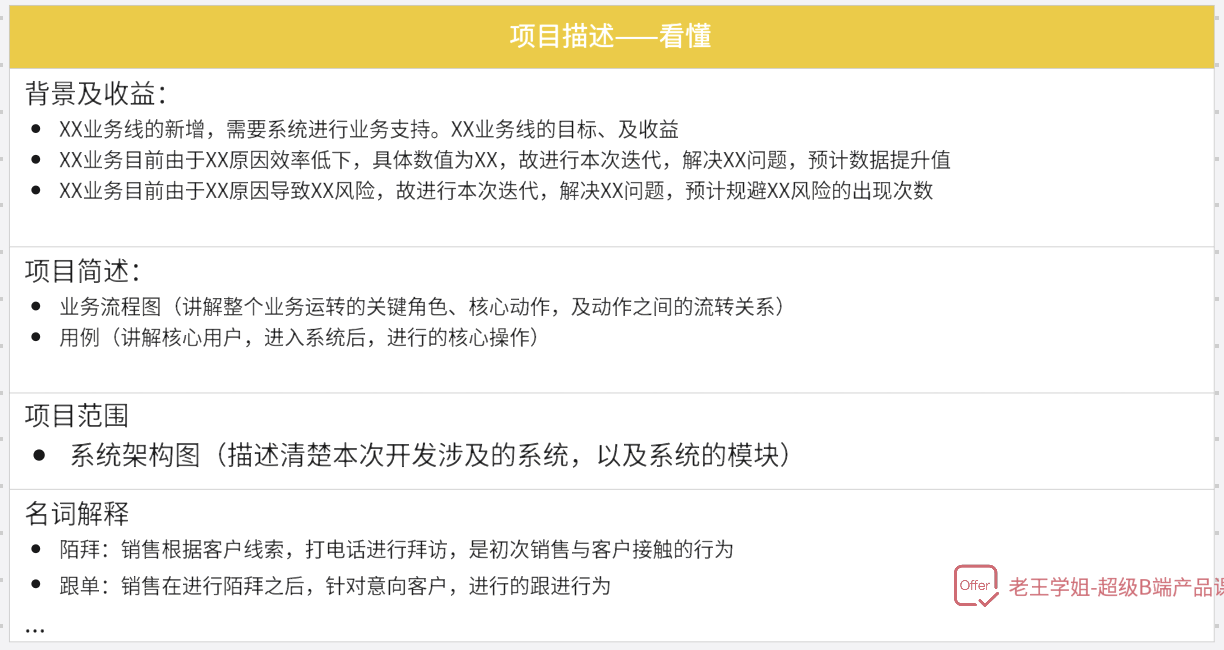 项目描述——看懂
背景及收益：
● XX业务线的新增，需要系统进行业务支持。XX业务线的目标、及收益
● XX业务目前由于XX原因效率低下，具体数值为XX，故进行本次迭代，解决XX问题，预计数据提升值
● XX业务目前由于XX原因导致XX风险，故进行本次迭代，解决XX问题，预计规避XX风险的出现次数
项目简述：
● 业务流程图（讲解整个业务运转的关键角色、核心动作，及动作之间的流转关系）
● 用例（讲解核心用户，进入系统后，进行的核心操作）
项目范围
● 系统架构图（描述清楚本次开发涉及的系统，以及系统的模块）
名词解释
● 陌拜：销售根据客户线索，打电话进行拜访，是初次销售与客户接触的行为
● 跟单：销售在进行陌拜之后，针对意向客户，进行的跟进行为
...
Offer 老王学姐-超级B端产品课